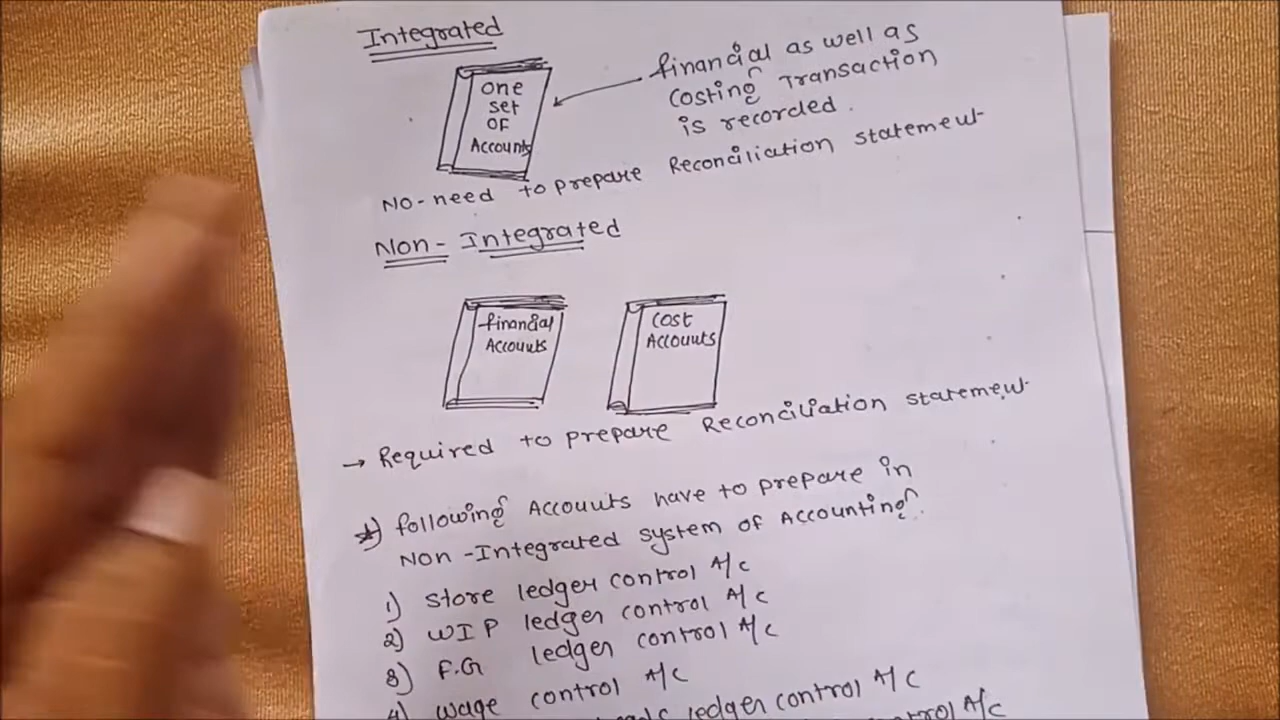 Integrated
One
set
OF
Accounts
financial as well as
costing Transaction
is recorded.
No-need to prepare Reconciliation statement
Non-Integrated
financial
Accounts
Cost
Accounts
→ Required to prepare Reconciliation statement
*) following Accounts have to prepare in
Non-Integrated system of Accounting.
1) Store ledger control A/c
2) WIP ledger control A/c
3) F.G ledger control A/c
4) wage control A/c
ledger control A/c
A/c